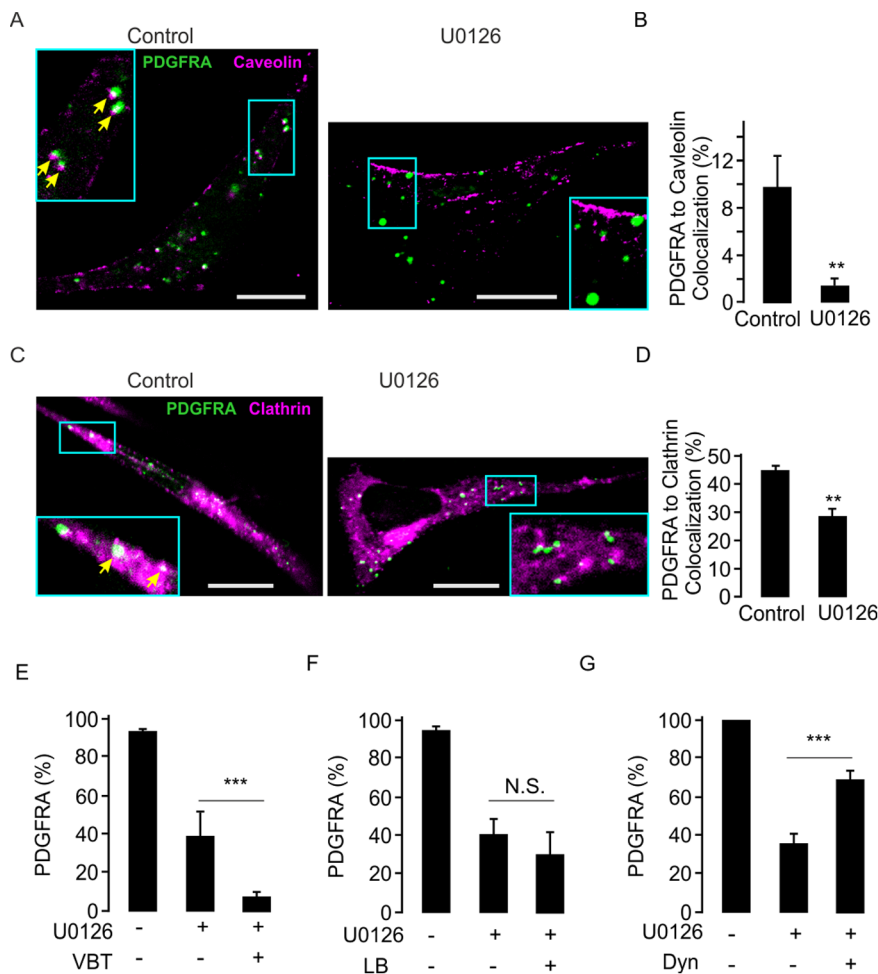 A
Control
U0126
B
PDGFRA Caveolin
PDGFRA to Cavleolin
Colocalization (%)
12
8
4
0
**
Control U0126
C
Control
U0126
D
PDGFRA Clathrin
PDGFRA to Clathrin
Colocalization (%)
50
40
30
20
10
0
**
Control U0126
E
PDGFRA (%)
100
80
60
40
20
0
***
U0126 - + +
VBT - - +
F
PDGFRA (%)
100
80
60
40
20
0
N.S.
U0126 - + +
LB - - +
G
PDGFRA (%)
100
80
60
40
20
0
***
U0126 - + +
Dyn - - +